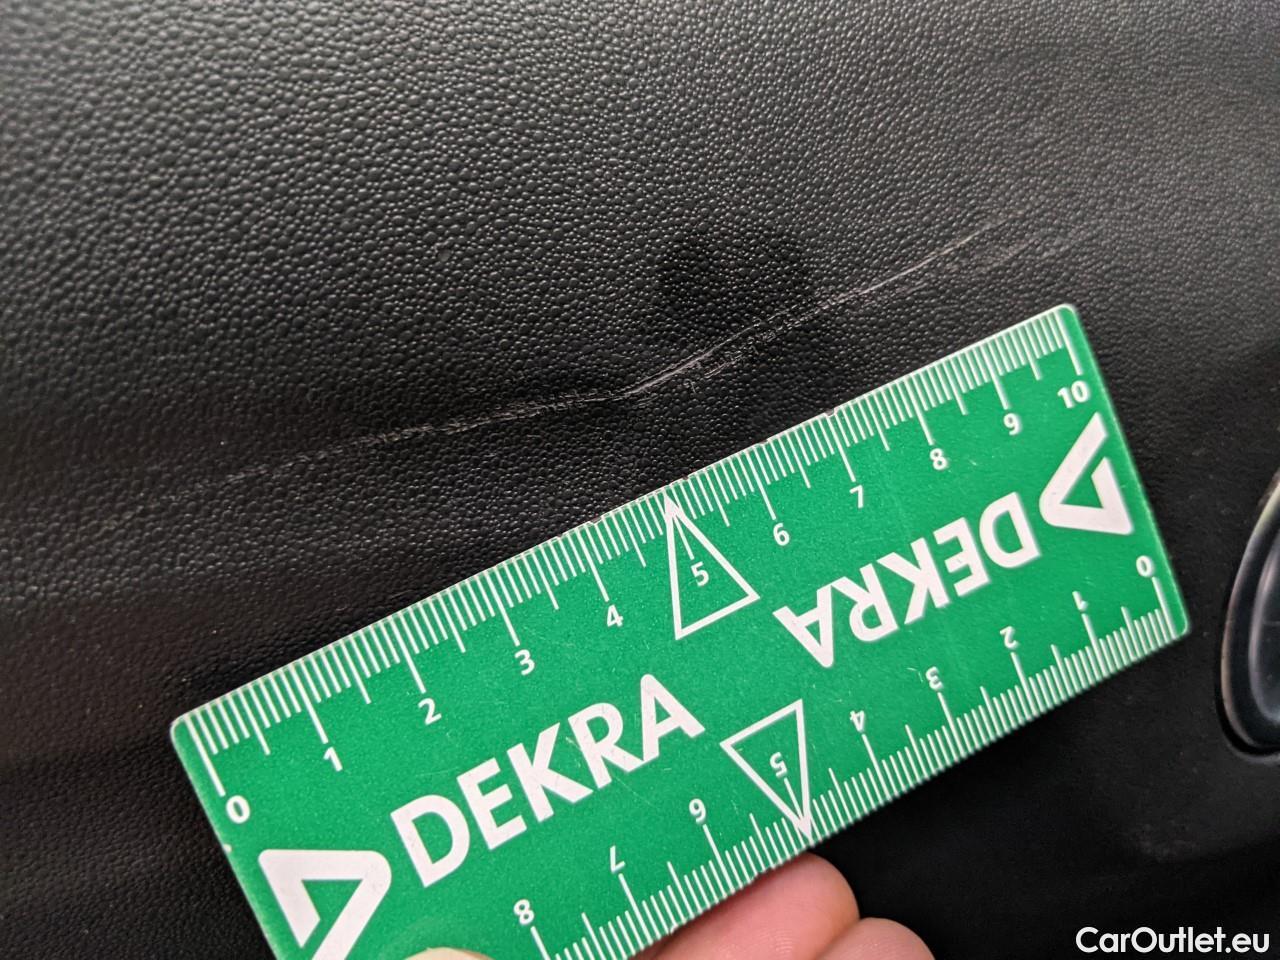 0 1 2 3 4 5 6 7 8 9 10
DEKRA
DEKRA
0 1 2 3 4 5 6 7 8
CarOutlet.eu